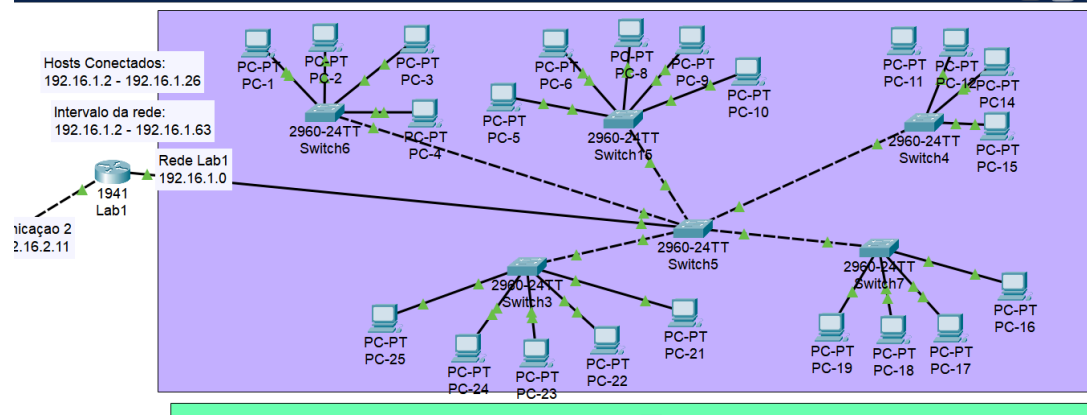 Hosts Conectados:
192.16.1.2 - 192.16.1.26
Intervalo da rede:
192.16.1.2 - 192.16.1.63
Rede Lab1
192.16.1.0
1941
Lab1
nicaçao 2
2.16.2.11
PC-PT
PC-1
PC-PT
PC-2
PC-PT
PC-3
PC-PT
PC-4
2960-24TT
Switch6
PC-PT
PC-5
PC-PT
PC-6
PC-PT
PC-8
PC-PT
PC-9
PC-PT
PC-10
2960-24TT
Switch15
PC-PT
PC-11
PC-PT
PC-12
PC-PT
PC14
PC-PT
PC-15
2960-24TT
Switch4
2960-24TT
Switch5
2960-24TT
Switch3
2960-24TT
Switch7
PC-PT
PC-25
PC-PT
PC-24
PC-PT
PC-23
PC-PT
PC-22
PC-PT
PC-21
PC-PT
PC-19
PC-PT
PC-18
PC-PT
PC-17
PC-PT
PC-16